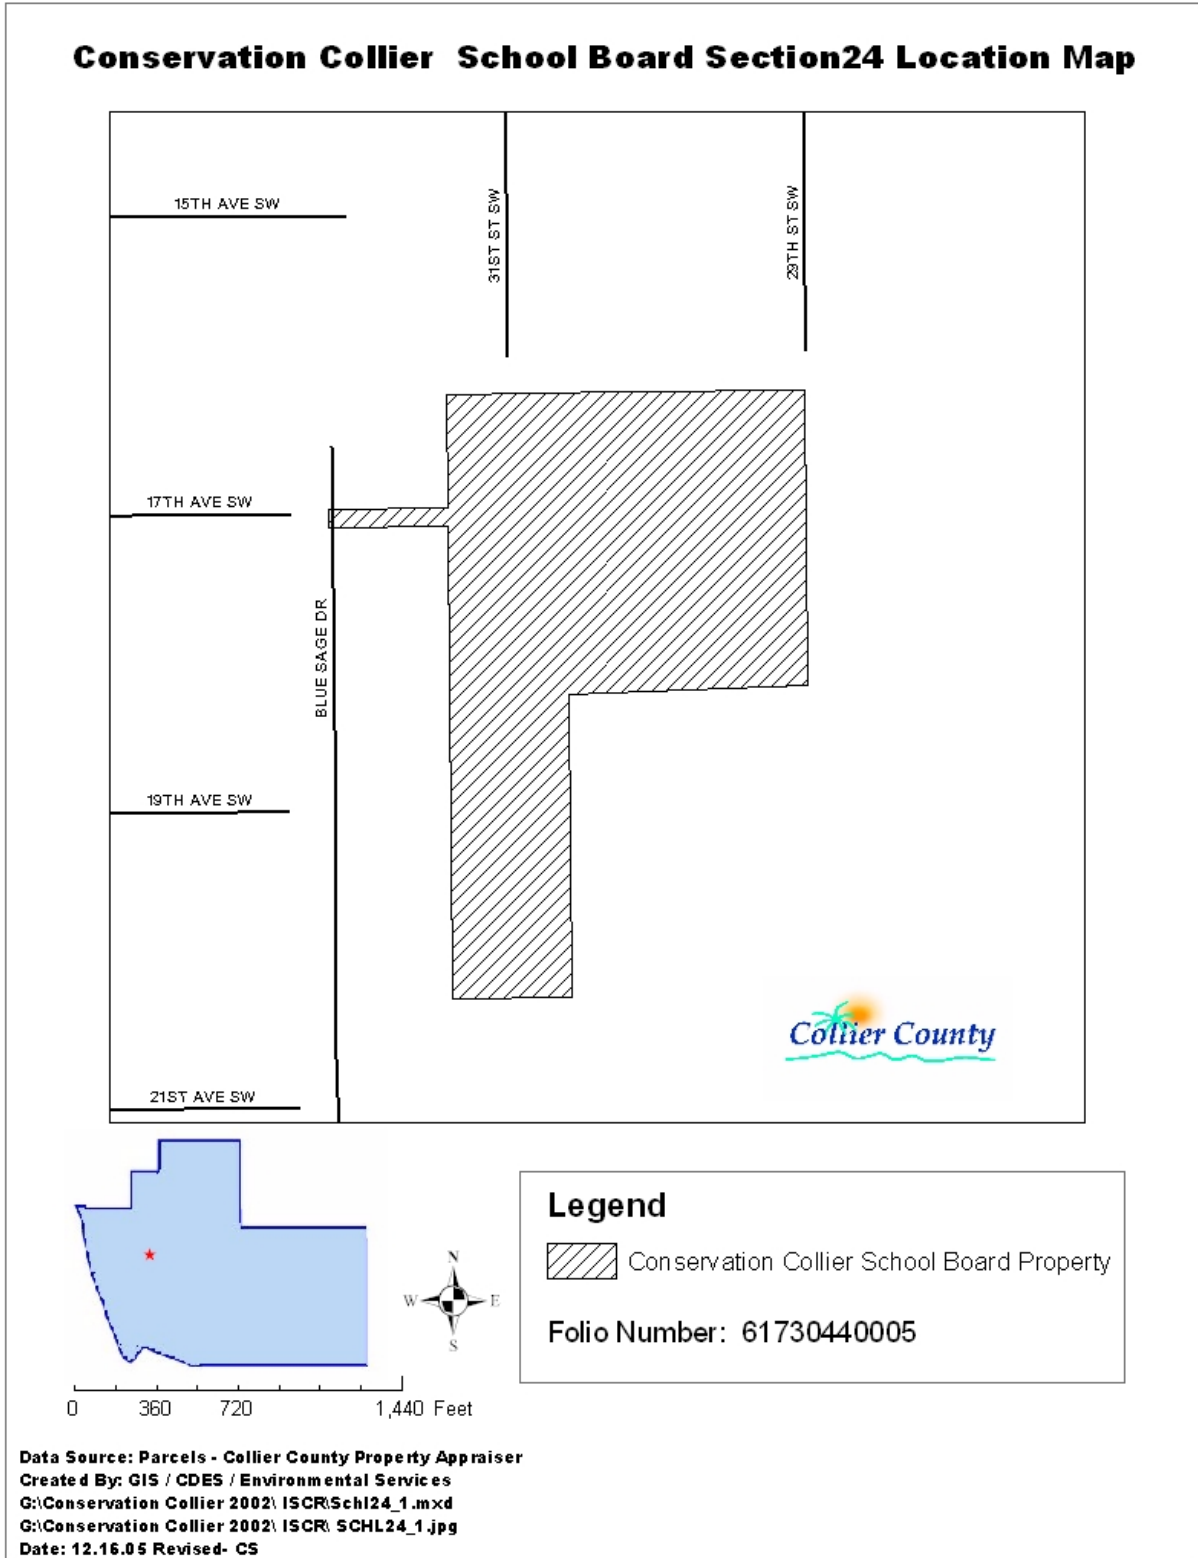 Conservation Collier School Board Section24 Location Map
15TH AVE SW
31ST ST SW
29TH ST SW
17TH AVE SW
BLUE SAGE DR
19TH AVE SW
21ST AVE SW
Collier County
Legend
Conservation Collier School Board Property
Folio Number: 61730440005
N
W E
S
0 360 720 1,440 Feet
Data Source: Parcels - Collier County Property Appraiser
Created By: GIS / CDES / Environmental Services
G:\Conservation Collier 2002\ ISCR\Schl24_1.mxd
G:\Conservation Collier 2002\ ISCR\ SCHL24_1.jpg
Date: 12.16.05 Revised- CS